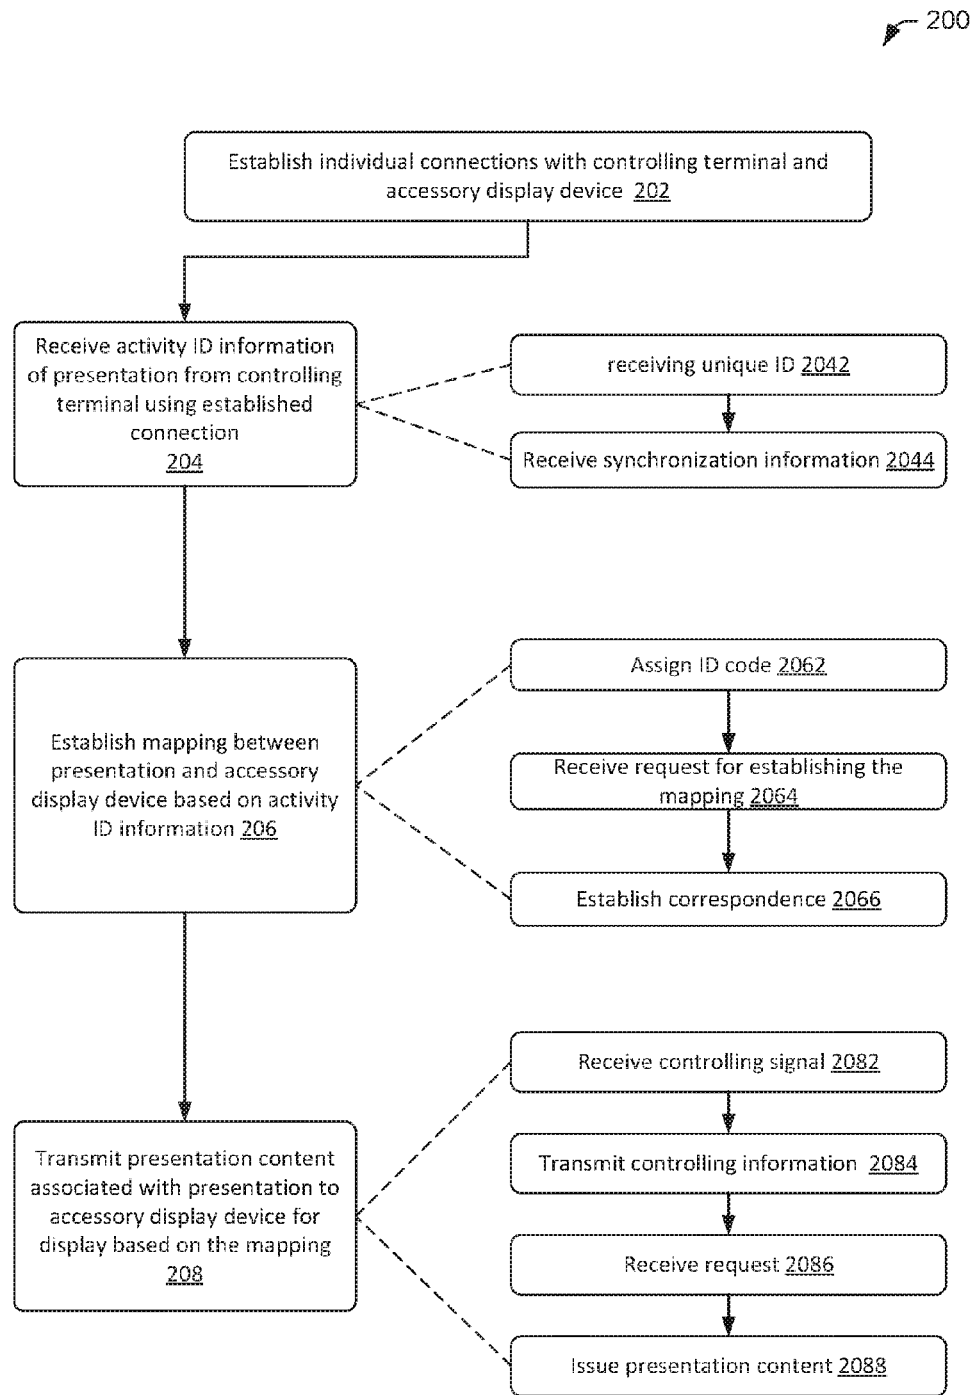 200
Establish individual connections with controlling terminal and
accessory display device 202
Receive activity ID information
of presentation from controlling
terminal using established
connection
204
receiving unique ID 2042
Receive synchronization information 2044
Establish mapping between
presentation and accessory
display device based on activity
ID information 206
Assign ID code 2062
Receive request for establishing the
mapping 2064
Establish correspondence 2066
Transmit presentation content
associated with presentation to
accessory display device for
display based on the mapping
208
Receive controlling signal 2082
Transmit controlling information 2084
Receive request 2086
Issue presentation content 2088